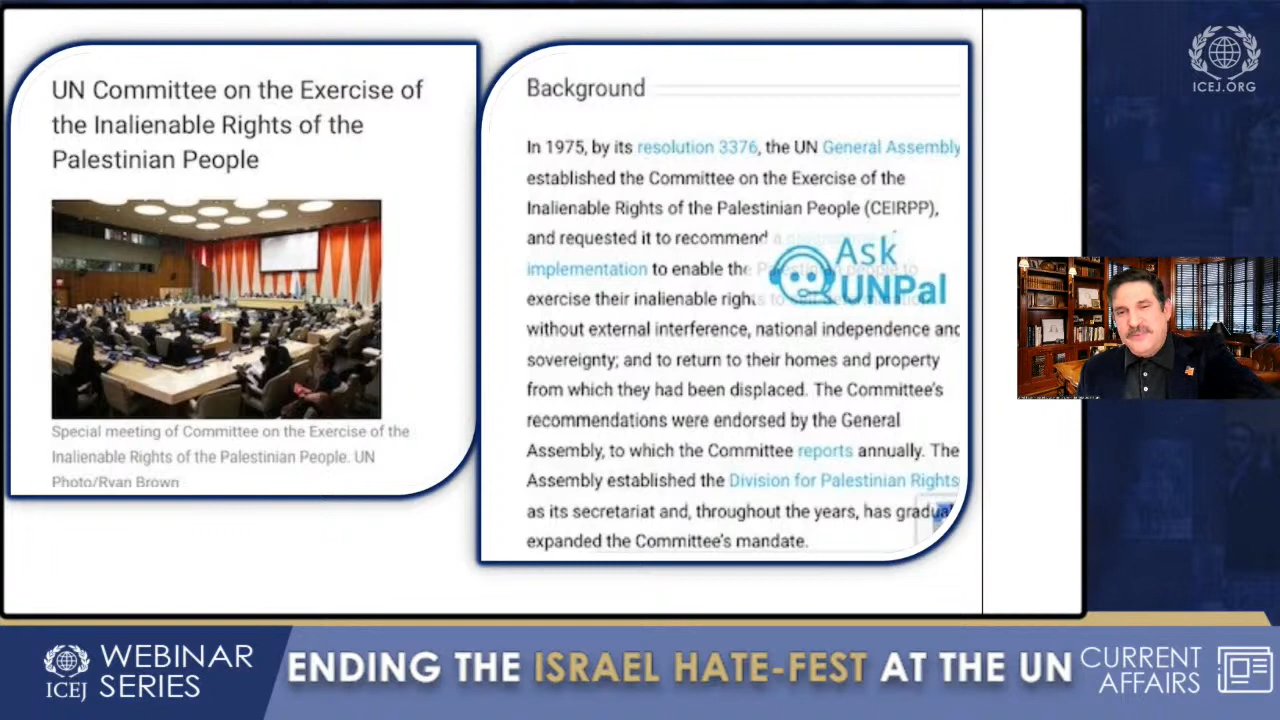 UN Committee on the Exercise of
the Inalienable Rights of the
Palestinian People
Special meeting of Committee on the Exercise of the
Inalienable Rights of the Palestinian People. UN
Photo/Ryan Brown
Background
In 1975, by its resolution 3376, the UN General Assembly
established the Committee on the Exercise of the
Inalienable Rights of the Palestinian People (CEIRPP),
and requested it to recommend
implementation to enable the Palestinian people to
exercise their inalienable rights to
without external interference, national independence and
sovereignty; and to return to their homes and property
from which they had been displaced. The Committee's
recommendations were endorsed by the General
Assembly, to which the Committee reports annually. The
Assembly established the Division for Palestinian Rights
as its secretariat and, throughout the years, has gradua
expanded the Committee's mandate.
Ask
UNPal
ICEJ.ORG
ICEJ
WEBINAR
SERIES
ENDING THE ISRAEL HATE-FEST AT THE UN
CURRENT
AFFAIRS